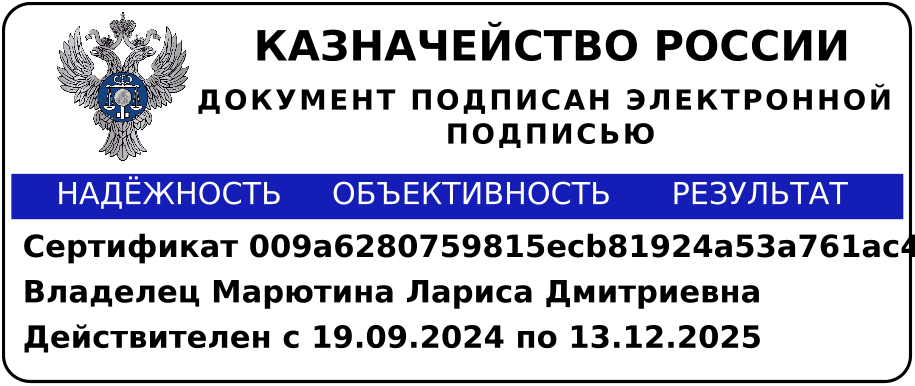 КАЗНАЧЕЙСТВО РОССИИ
ДОКУМЕНТ ПОДПИСАН ЭЛЕКТРОННОЙ
ПОДПИСЬЮ
НАДЁЖНОСТЬ ОБЪЕКТИВНОСТЬ РЕЗУЛЬТАТ
Сертификат 009a6280759815ecb81924a53a761ac4
Владелец Марютина Лариса Дмитриевна
Действителен с 19.09.2024 по 13.12.2025